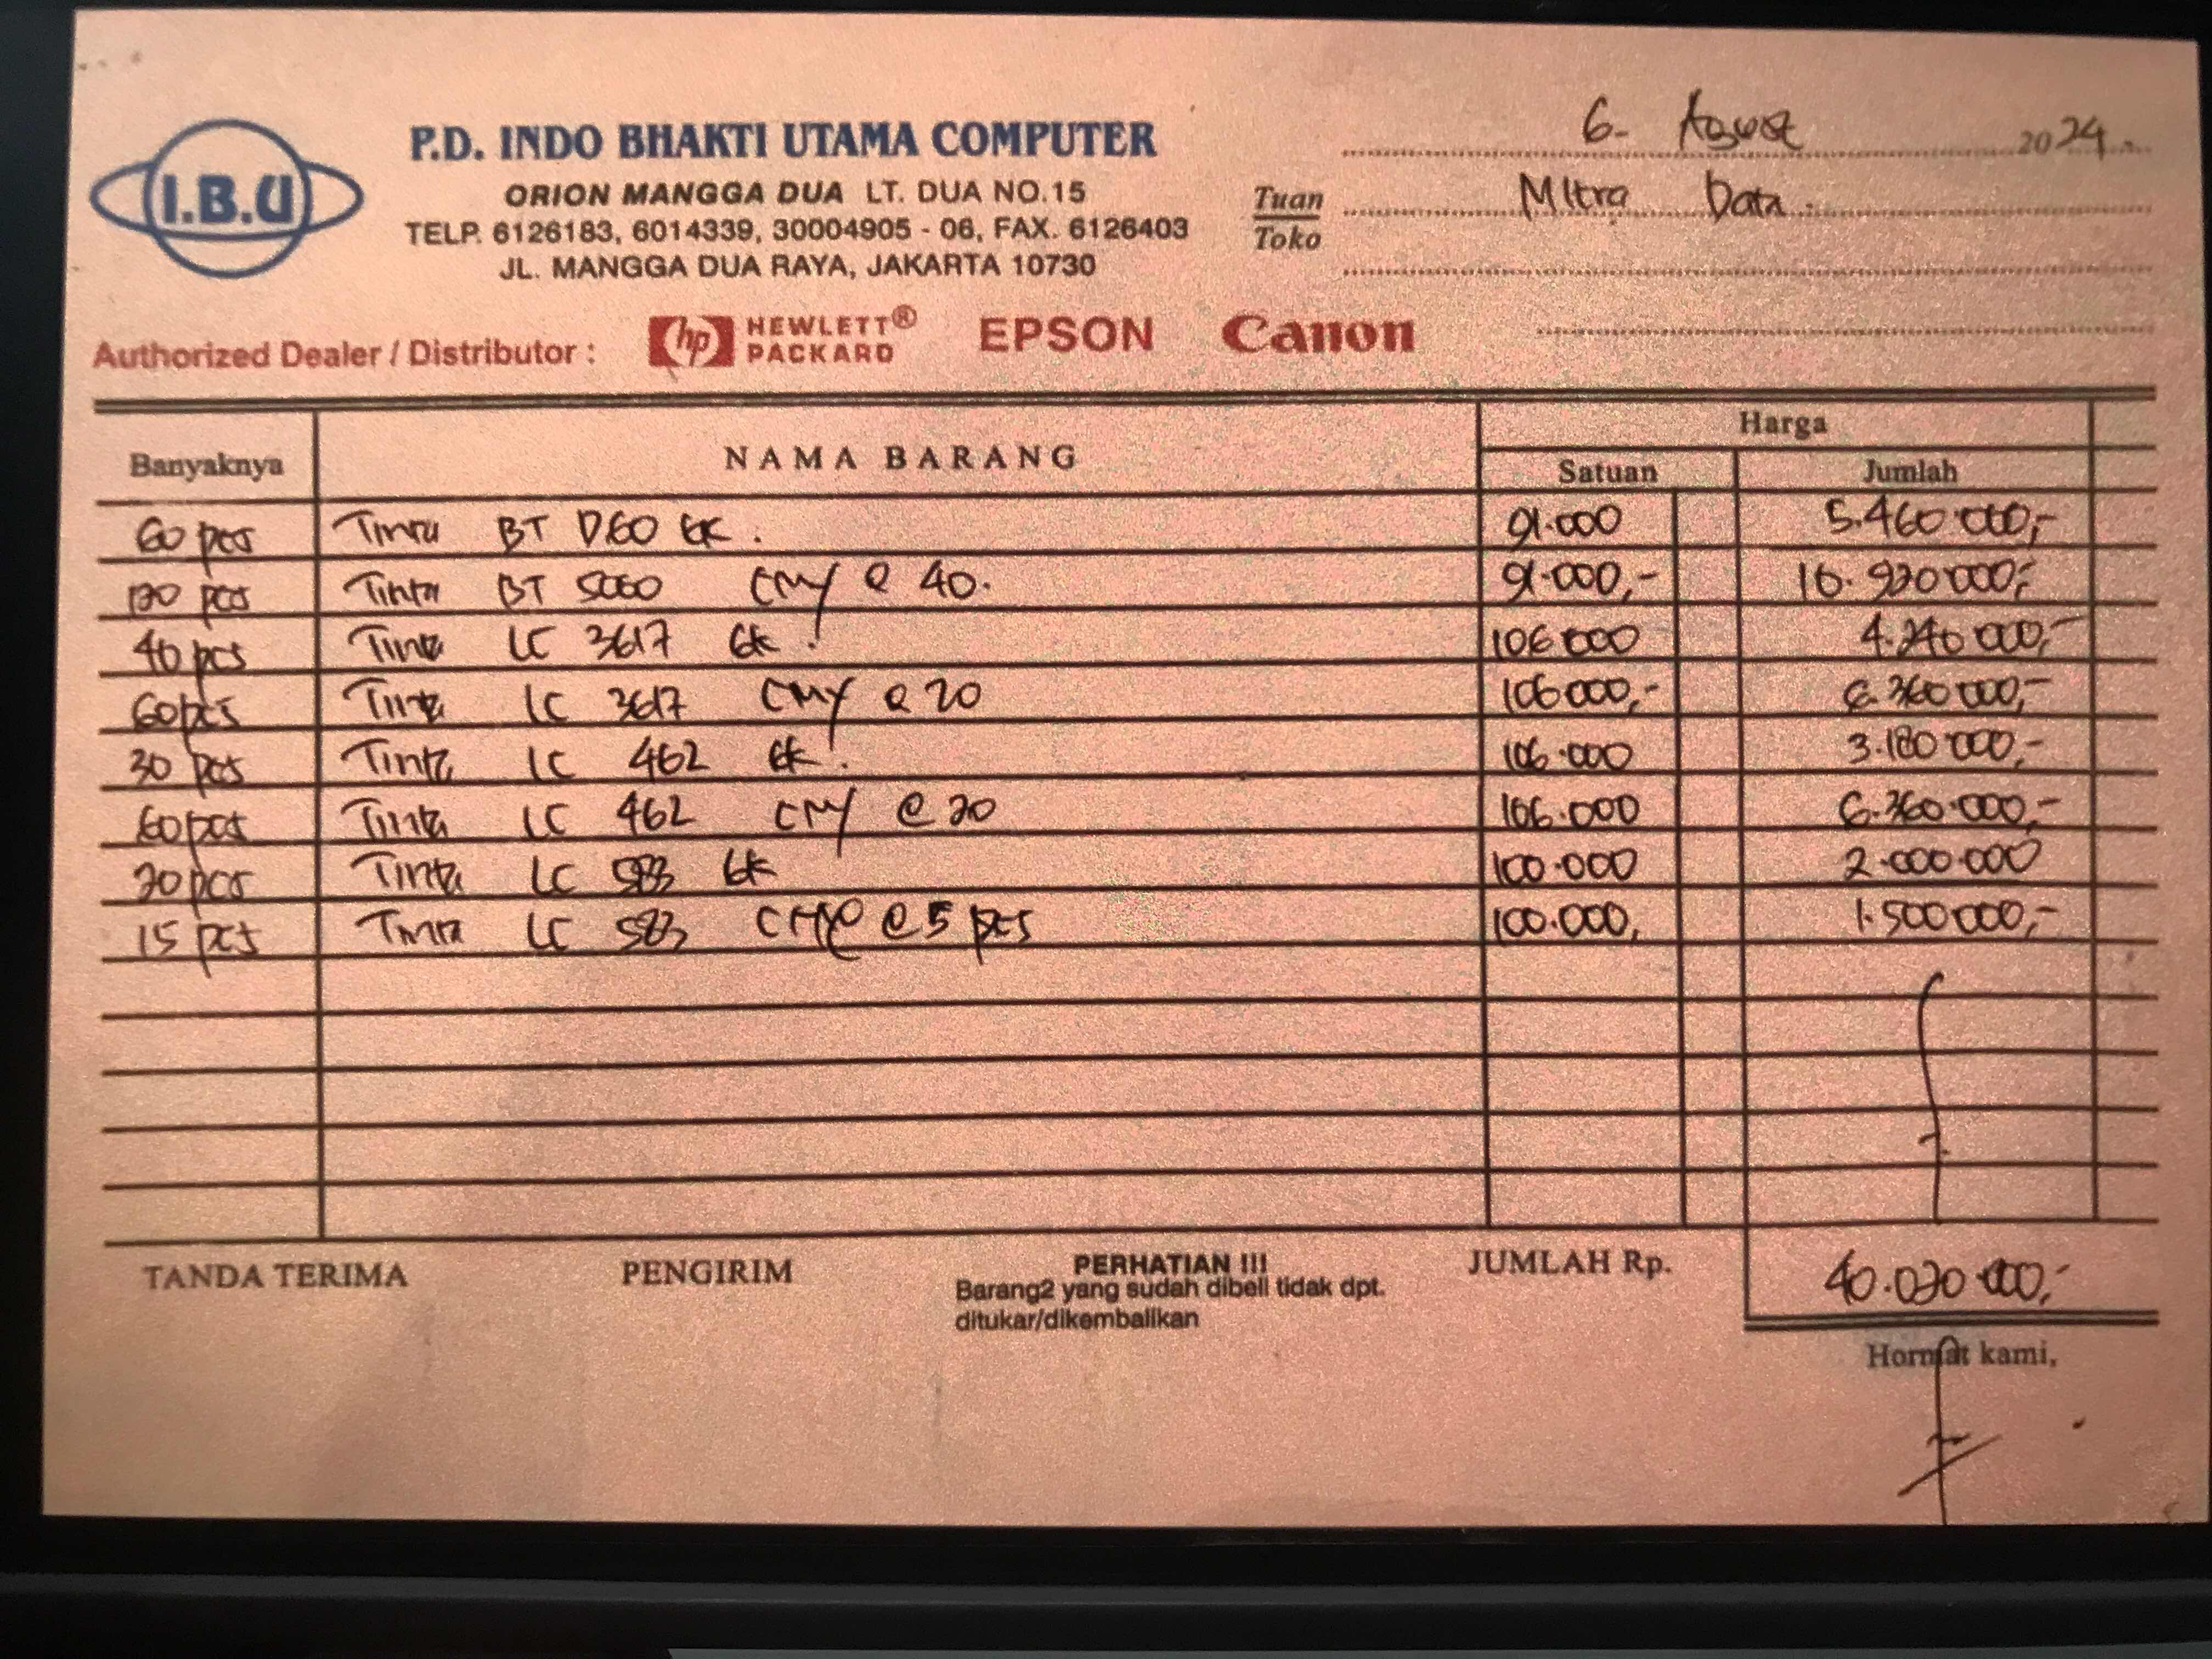 6- Agust 2024.
I.B.U
P.D. INDO BHAKTI UTAMA COMPUTER
ORION MANGGA DUA LT. DUA NO.15
TELP. 6126183, 6014339, 30004905 - 06, FAX. 6126403
JL. MANGGA DUA RAYA, JAKARTA 10730
Tuan Mitra Data.
Toko
Authorized Dealer / Distributor : hp HEWLETT® PACKARD EPSON Canon
Banyaknya NAMA BARANG Harga
Satuan Jumlah
60 pcs Tinta BT D60 BK. 91.000 5.460.000,-
120 pcs Tinta BT 5060 CMY @ 40. 91.000,- 10.920.000,-
40 pcs Tinta LC 3617 BK. 106.000 4.240.000,-
60 pcs Tinta LC 3617 CMY @ 20 106.000,- 6.360.000,-
30 pcs Tinta LC 462 BK. 106.000 3.180.000,-
60 pcs Tinta LC 462 CMY @ 20 106.000 6.360.000,-
20 pcs Tinta LC 583 BK 100.000 2.000.000
15 pcs Tinta LC 583 @ 5 pcs 100.000, 1.500.000,-
TANDA TERIMA PENGIRIM PERHATIAN !!! JUMLAH Rp. 40.020.000,-
Barang2 yang sudah dibeli tidak dpt.
ditukar/dikembalikan
Hormat kami,